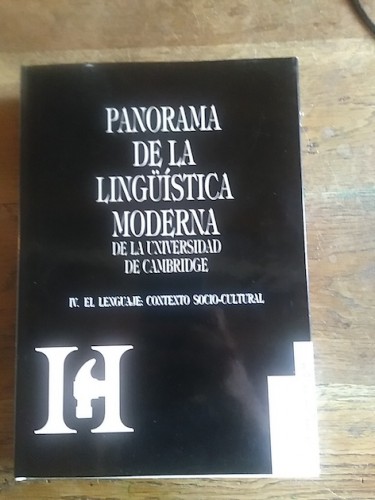 PANORAMA
DE LA
LINGÜÍSTICA
MODERNA
DE LA UNIVERSIDAD
DE CAMBRIDGE
IV. EL LENGUAJE: CONTEXTO SOCIO-CULTURAL
H